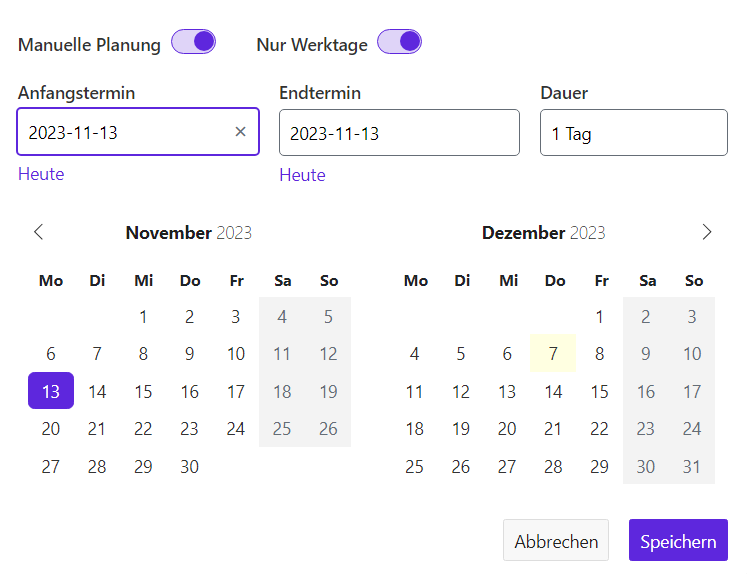 Manuelle Planung Nur Werktage
Anfangstermin Endtermin Dauer
2023-11-13 2023-11-13 1 Tag
Heute Heute
November 2023 Dezember 2023
Mo Di Mi Do Fr Sa So Mo Di Mi Do Fr Sa So
1 2 3 4 5 1 2 3
6 7 8 9 10 11 12 4 5 6 7 8 9 10
13 14 15 16 17 18 19 11 12 13 14 15 16 17
20 21 22 23 24 25 26 18 19 20 21 22 23 24
27 28 29 30 25 26 27 28 29 30 31
Abbrechen Speichern